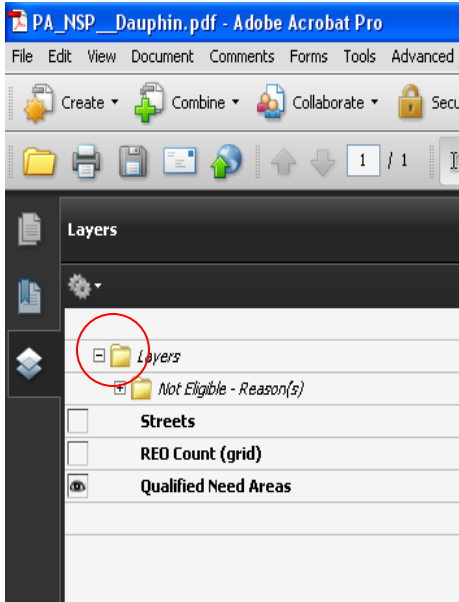 PA_NSP__Dauphin.pdf - Adobe Acrobat Pro
File Edit View Document Comments Forms Tools Advanced
Create Combine Collaborate Secu
1 / 1
Layers
Layers
Not Eligible - Reason(s)
Streets
REO Count (grid)
Qualified Need Areas